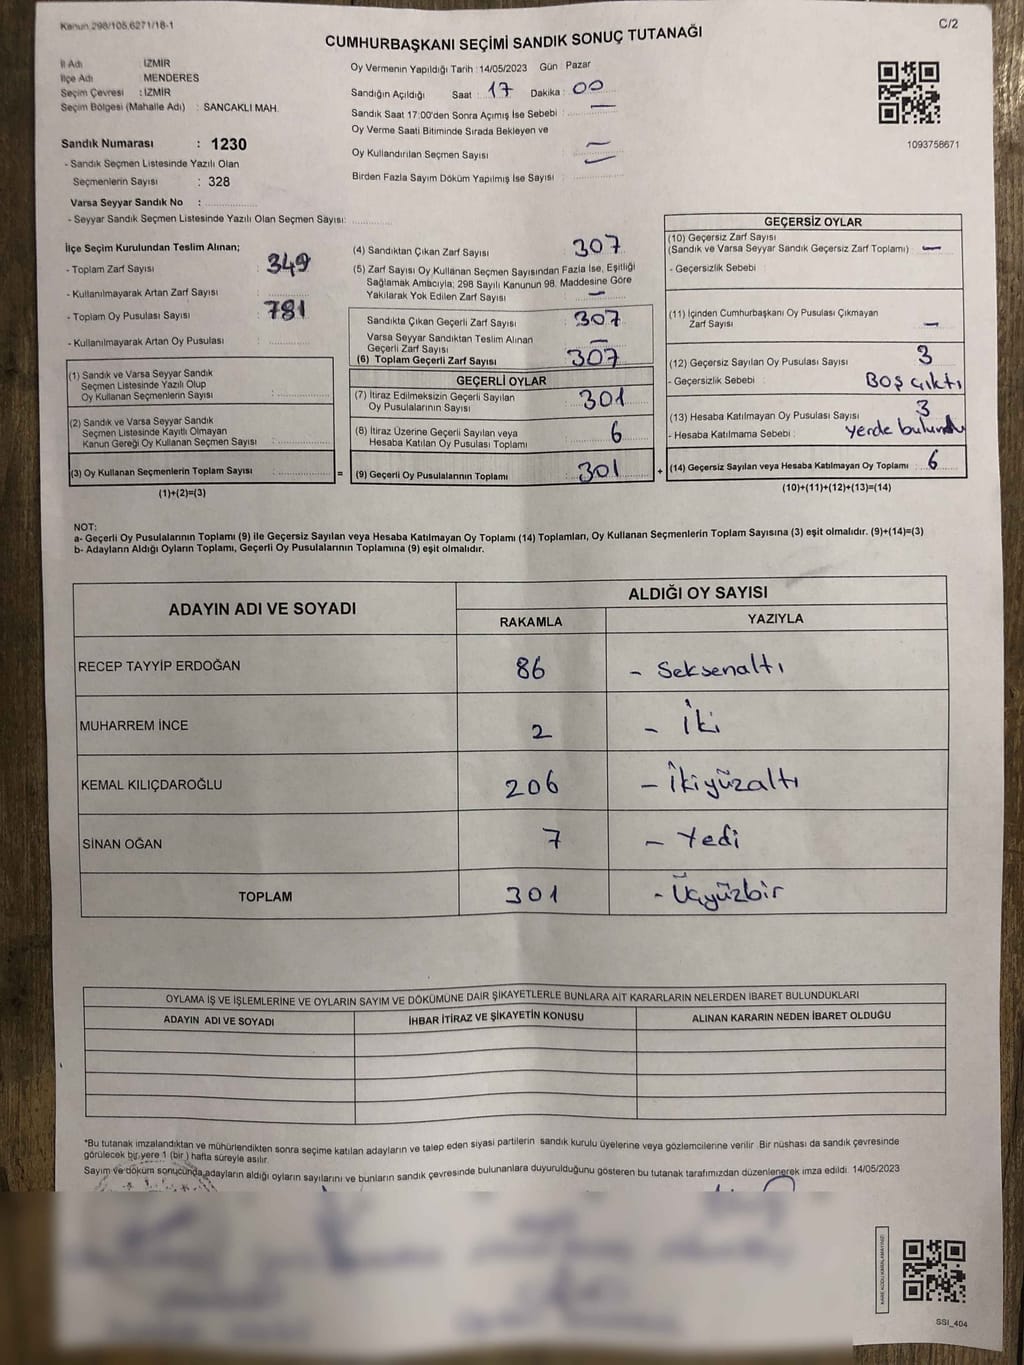 Kanun 298/105,6271/18-1
C/2
CUMHURBAŞKANI SEÇİMİ SANDIK SONUÇ TUTANAĞI
İl Adı İZMİR
İlçe Adı MENDERES
Seçim Çevresi : İZMİR
Seçim Bölgesi (Mahalle Adı) : SANCAKLI MAH.
Sandık Numarası : 1230
- Sandık Seçmen Listesinde Yazılı Olan
Seçmenlerin Sayısı : 328
Varsa Seyyar Sandık No :
- Seyyar Sandık Seçmen Listesinde Yazılı Olan Seçmen Sayısı:
Oy Vermenin Yapıldığı Tarih : 14/05/2023 Gün : Pazar
Sandığın Açıldığı Saat : 17 Dakika : 00
Sandık Saat 17:00'den Sonra Açımış İse Sebebi : —
Oy Verme Saati Bitiminde Sırada Bekleyen ve
Oy Kullandırılan Seçmen Sayısı : —
Birden Fazla Sayım Döküm Yapılmış İse Sayısı : —
1093758671
İlçe Seçim Kurulundan Teslim Alınan;
- Toplam Zarf Sayısı : 349
- Kullanılmayarak Artan Zarf Sayısı :
- Toplam Oy Pusulası Sayısı : 781
- Kullanılmayarak Artan Oy Pusulası :
(1) Sandık ve Varsa Seyyar Sandık
Seçmen Listesinde Yazılı Olup
Oy Kullanan Seçmenlerin Sayısı :
(2) Sandık ve Varsa Seyyar Sandık
Seçmen Listesinde Kayıtlı Olmayan
Kanun Gereği Oy Kullanan Seçmen Sayısı :
(3) Oy Kullanan Seçmenlerin Toplam Sayısı : =
(1)+(2)=(3)
(4) Sandıktan Çıkan Zarf Sayısı : 307
(5) Zarf Sayısı Oy Kullanan Seçmen Sayısından Fazla İse, Eşitliği
Sağlamak Amacıyla; 298 Sayılı Kanunun 98. Maddesine Göre
Yakılarak Yok Edilen Zarf Sayısı : —
Sandıkta Çıkan Geçerli Zarf Sayısı : 307
Varsa Seyyar Sandıktan Teslim Alınan
Geçerli Zarf Sayısı : —
(6) Toplam Geçerli Zarf Sayısı : 307
GEÇERLİ OYLAR
(7) İtiraz Edilmeksizin Geçerli Sayılan
Oy Pusulalarının Sayısı : 301
(8) İtiraz Üzerine Geçerli Sayılan veya
Hesaba Katılan Oy Pusulası Toplamı : 6
(9) Geçerli Oy Pusulalarının Toplamı : 301 +
GEÇERSİZ OYLAR
(10) Geçersiz Zarf Sayısı
(Sandık ve Varsa Seyyar Sandık Geçersiz Zarf Toplamı) : —
- Geçersizlik Sebebi :
(11) İçinden Cumhurbaşkanı Oy Pusulası Çıkmayan
Zarf Sayısı : —
(12) Geçersiz Sayılan Oy Pusulası Sayısı : 3
- Geçersizlik Sebebi : Boş çıktı
(13) Hesaba Katılmayan Oy Pusulası Sayısı : 3
- Hesaba Katılmama Sebebi : yerde bulundu
(14) Geçersiz Sayılan veya Hesaba Katılmayan Oy Toplamı : 6
(10)+(11)+(12)+(13)=(14)
NOT:
a- Geçerli Oy Pusulalarının Toplamı (9) ile Geçersiz Sayılan veya Hesaba Katılmayan Oy Toplamı (14) Toplamları, Oy Kullanan Seçmenlerin Toplam Sayısına (3) eşit olmalıdır. (9)+(14)=(3)
b- Adayların Aldığı Oyların Toplamı, Geçerli Oy Pusulalarının Toplamına (9) eşit olmalıdır.
ADAYIN ADI VE SOYADI ALDIĞI OY SAYISI
RAKAMLA YAZIYLA
RECEP TAYYİP ERDOĞAN 86 - Seksenaltı
MUHARREM İNCE 2 - İki
KEMAL KILIÇDAROĞLU 206 - İkiyüzaltı
SİNAN OĞAN 7 - Yedi
TOPLAM 301 - Üçyüzbir
OYLAMA İŞ VE İŞLEMLERİNE VE OYLARIN SAYIM VE DÖKÜMÜNE DAİR ŞİKAYETLERLE BUNLARA AİT KARARLARIN NELERDEN İBARET BULUNDUKLARI
ADAYIN ADI VE SOYADI İHBAR İTİRAZ VE ŞİKAYETİN KONUSU ALINAN KARARIN NEDEN İBARET OLDUĞU
*Bu tutanak imzalandıktan ve mühürlendikten sonra seçime katılan adayların ve talep eden siyasi partilerin sandık kurulu üyelerine veya gözlemcilerine verilir. Bir nüshası da sandık çevresinde
görülecek bir yere 1 (bir) hafta süreyle asılır.
Sayım ve döküm sonucunda adayların aldığı oyların sayılarını ve bunların sandık çevresinde bulunanlara duyurulduğunu gösteren bu tutanak tarafımızdan düzenlenerek imza edildi. 14/05/2023
SSI_404